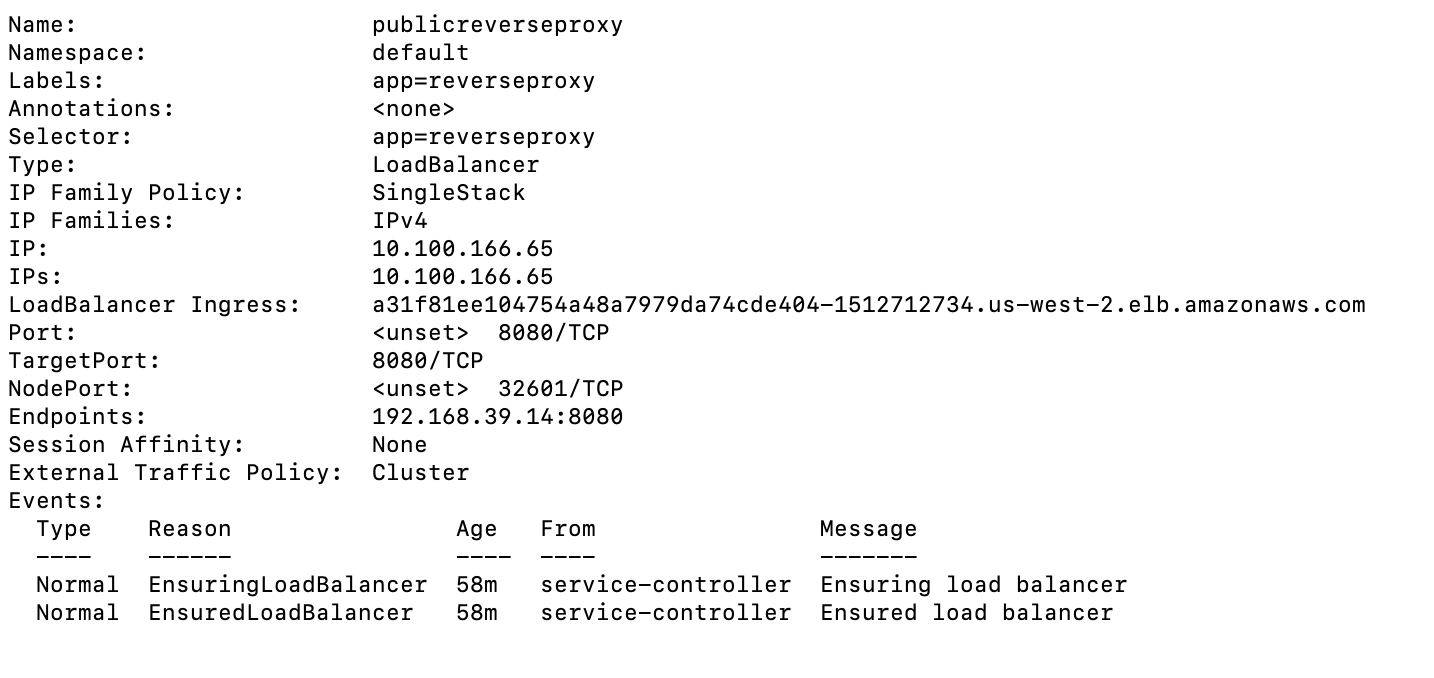 Name:                     publicreverseproxy
Namespace:                default
Labels:                   app=reverseproxy
Annotations:              <none>
Selector:                 app=reverseproxy
Type:                     LoadBalancer
IP Family Policy:         SingleStack
IP Families:              IPv4
IP:                       10.100.166.65
IPs:                      10.100.166.65
LoadBalancer Ingress:     a31f81ee104754a48a7979da74cde404-1512712734.us-west-2.elb.amazonaws.com
Port:                     <unset>  8080/TCP
TargetPort:               8080/TCP
NodePort:                 <unset>  32601/TCP
Endpoints:                192.168.39.14:8080
Session Affinity:         None
External Traffic Policy:  Cluster
Events:
  Type    Reason                Age   From                Message
  ----    ------                ----  ----                -------
  Normal  EnsuringLoadBalancer  58m   service-controller  Ensuring load balancer
  Normal  EnsuredLoadBalancer   58m   service-controller  Ensured load balancer